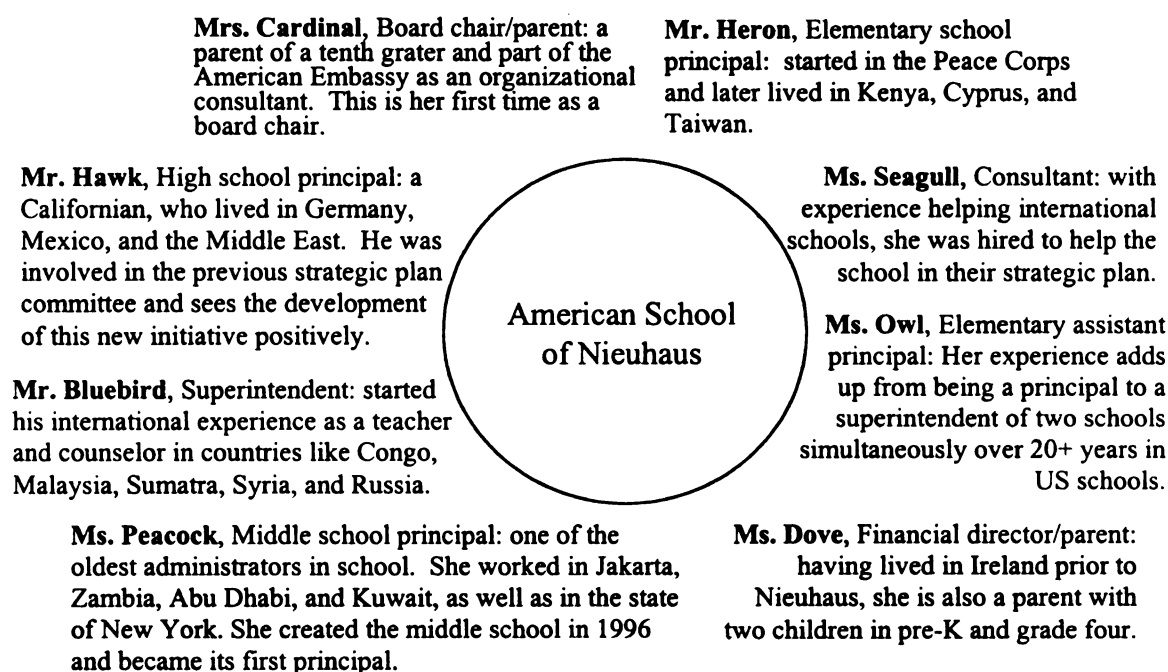 Mrs. Cardinal, Board chair/parent: a
parent of a tenth grater and part of the
American Embassy as an organizational
consultant. This is her first time as a
board chair.
Mr. Heron, Elementary school
principal: started in the Peace Corps
and later lived in Kenya, Cyprus, and
Taiwan.
Mr. Hawk, High school principal: a
Californian, who lived in Germany,
Mexico, and the Middle East. He was
involved in the previous strategic plan
committee and sees the development
of this new initiative positively.
Ms. Seagull, Consultant: with
experience helping international
schools, she was hired to help the
school in their strategic plan.
American School
of Nieuhaus
Ms. Owl, Elementary assistant
principal: Her experience adds
up from being a principal to a
superintendent of two schools
simultaneously over 20+ years in
US schools.
Mr. Bluebird, Superintendent: started
his international experience as a teacher
and counselor in countries like Congo,
Malaysia, Sumatra, Syria, and Russia.
Ms. Peacock, Middle school principal: one of the
oldest administrators in school. She worked in Jakarta,
Zambia, Abu Dhabi, and Kuwait, as well as in the state
of New York. She created the middle school in 1996
and became its first principal.
Ms. Dove, Financial director/parent:
having lived in Ireland prior to
Nieuhaus, she is also a parent with
two children in pre-K and grade four.